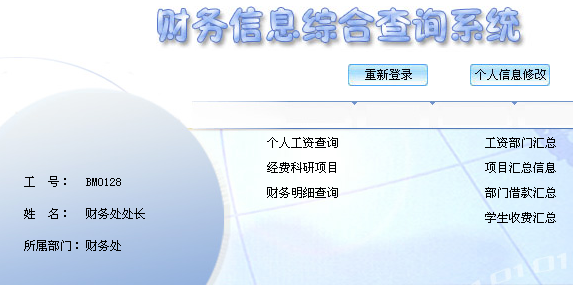 财务信息综合查询系统
重新登录 个人信息修改
个人工资查询 工资部门汇总
经费科研项目 项目汇总信息
财务明细查询 部门借款汇总
学生收费汇总
工 号： BM0128
姓 名： 财务处处长
所属部门：财务处